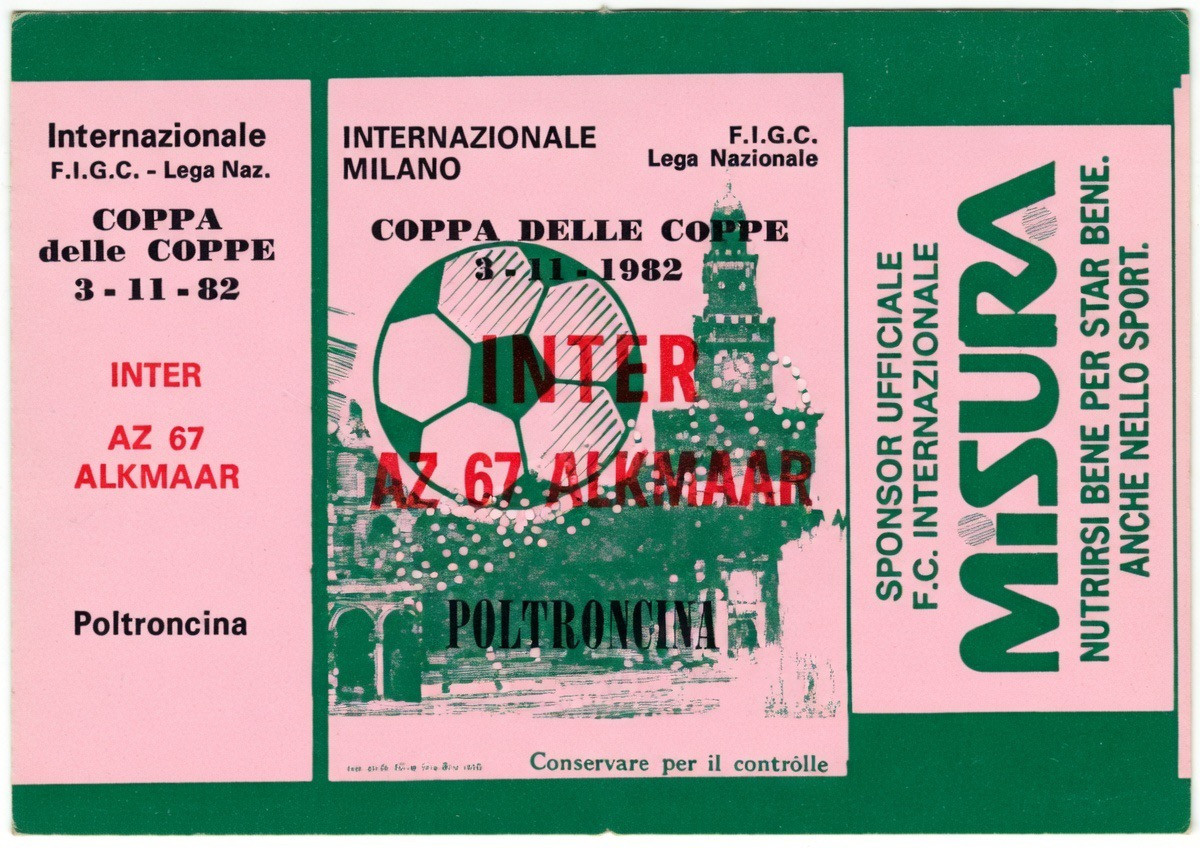 Internazionale
F.I.G.C. - Lega Naz.
COPPA
delle COPPE
3 - 11 - 82
INTER
AZ 67
ALKMAAR
Poltroncina
INTERNAZIONALE
MILANO
F.I.G.C.
Lega Nazionale
COPPA DELLE COPPE
3 - 11 - 1982
INTER
AZ 67 ALKMAAR
POLTRONCINA
Conservare per il contrôlle
SPONSOR UFFICIALE
F.C. INTERNAZIONALE
MiSURA
NUTRIRSI BENE PER STAR BENE.
ANCHE NELLO SPORT.